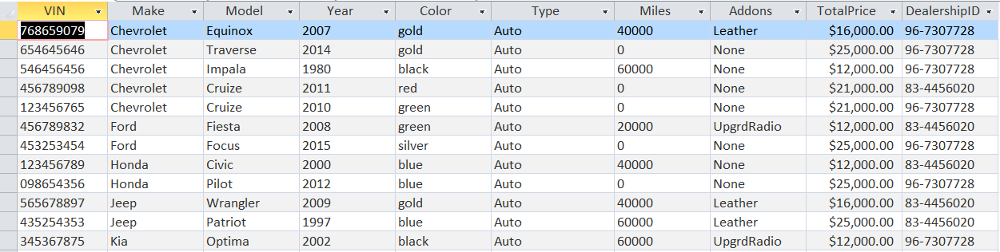 VIN Make Model Year Color Type Miles Addons TotalPrice DealershipID
768659079 Chevrolet Equinox 2007 gold Auto 40000 Leather $16,000.00 96-7307728
654645646 Chevrolet Traverse 2014 gold Auto 0 None $25,000.00 96-7307728
546456456 Chevrolet Impala 1980 black Auto 60000 None $12,000.00 96-7307728
456789098 Chevrolet Cruize 2011 red Auto 0 None $21,000.00 83-4456020
123456765 Chevrolet Cruize 2010 green Auto 0 None $21,000.00 96-7307728
456789832 Ford Fiesta 2008 green Auto 20000 UpgrdRadio $12,000.00 83-4456020
453253454 Ford Focus 2015 silver Auto 0 None $25,000.00 96-7307728
123456789 Honda Civic 2000 blue Auto 40000 None $12,000.00 83-4456020
098654356 Honda Pilot 2012 blue Auto 0 None $25,000.00 96-7307728
565678897 Jeep Wrangler 2009 gold Auto 40000 Leather $16,000.00 83-4456020
435254353 Jeep Patriot 1997 blue Auto 60000 Leather $25,000.00 83-4456020
345367875 Kia Optima 2002 black Auto 60000 UpgrdRadio $12,000.00 96-7307728